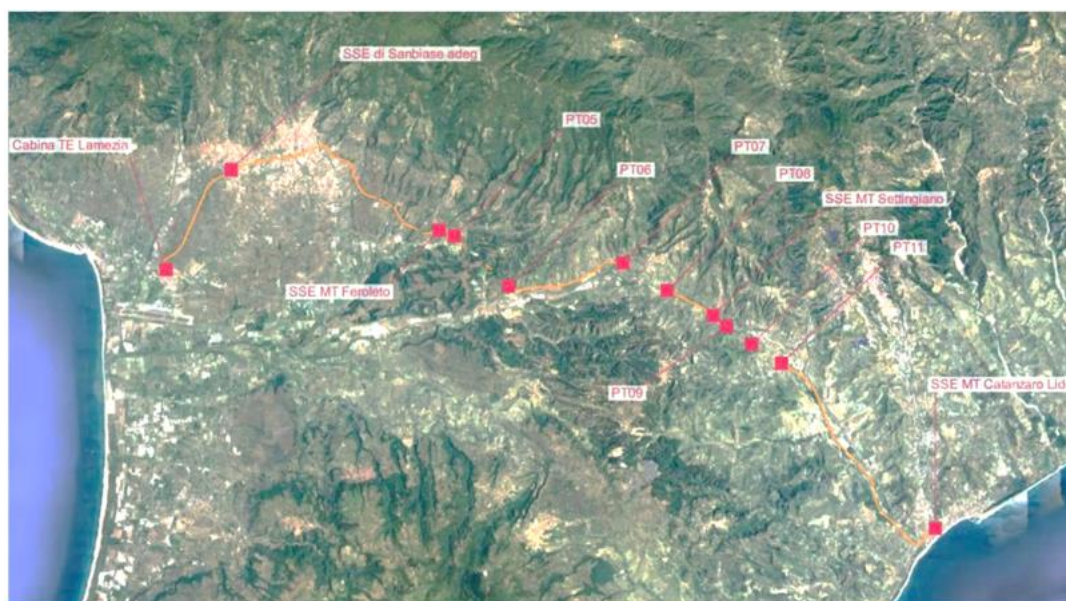 SSE di Sanbiase adeg
PT05
Cabina TE Lamezia
PT07
PT06
PT08
SSE MT Settingiano
PT10
PT11
SSE MT Feroleto
PT09
SSE MT Catanzaro Lid